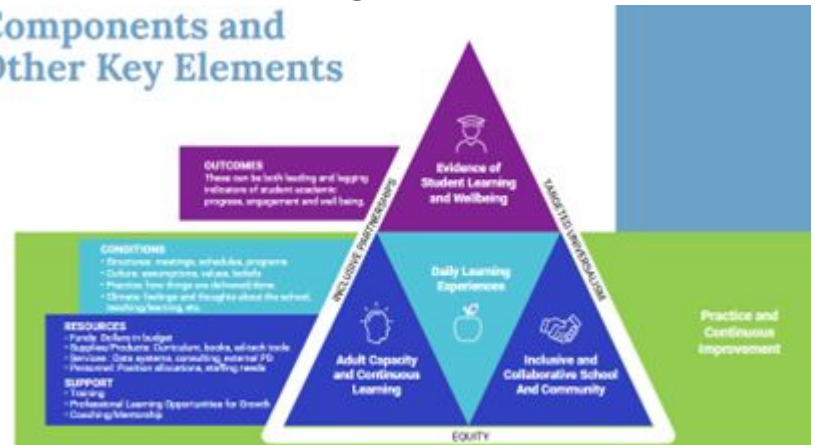 Components and
Other Key Elements
OUTCOMES
These can be both leading and lagging
indicators of student academic
progress, engagement and well being.
Evidence of
Student Learning
and Wellbeing
INCLUSIVE PARTNERSHIPS
TARGETED UNIVERSALISM
CONDITIONS
• Structures: meetings, schedules, programs
• Culture: assumptions, values, beliefs
• Practice: how things are delivered/done
• Climate: feelings and thoughts about the school,
teaching/learning, etc.
Daily Learning
Experiences
RESOURCES
• Funds: Dollars in budget
• Supplies/Products: Curriculum, books, ed-tech tools
• Services : Data systems, consulting, external PD
• Personnel: Position allocations, staffing needs
SUPPORT
• Training
• Professional Learning Opportunities for Growth
• Coaching/Mentorship
Adult Capacity
and Continuous
Learning
Inclusive and
Collaborative School
And Community
Practice and
Continuous
Improvement
EQUITY